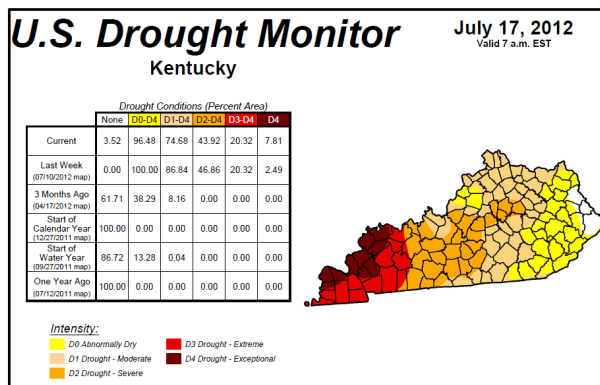 U.S. Drought Monitor
July 17, 2012
Valid 7 a.m. EST
Kentucky
Drought Conditions (Percent Area)
None D0-D4 D1-D4 D2-D4 D3-D4 D4
Current 3.52 96.48 74.68 43.92 20.32 7.81
Last Week
(07/10/2012 map) 0.00 100.00 86.84 46.86 20.32 2.49
3 Months Ago
(04/17/2012 map) 61.71 38.29 8.16 0.00 0.00 0.00
Start of
Calendar Year
(12/27/2011 map) 100.00 0.00 0.00 0.00 0.00 0.00
Start of
Water Year
(09/27/2011 map) 86.72 13.28 0.04 0.00 0.00 0.00
One Year Ago
(07/12/2011 map) 100.00 0.00 0.00 0.00 0.00 0.00
Intensity:
D0 Abnormally Dry
D1 Drought - Moderate
D2 Drought - Severe
D3 Drought - Extreme
D4 Drought - Exceptional